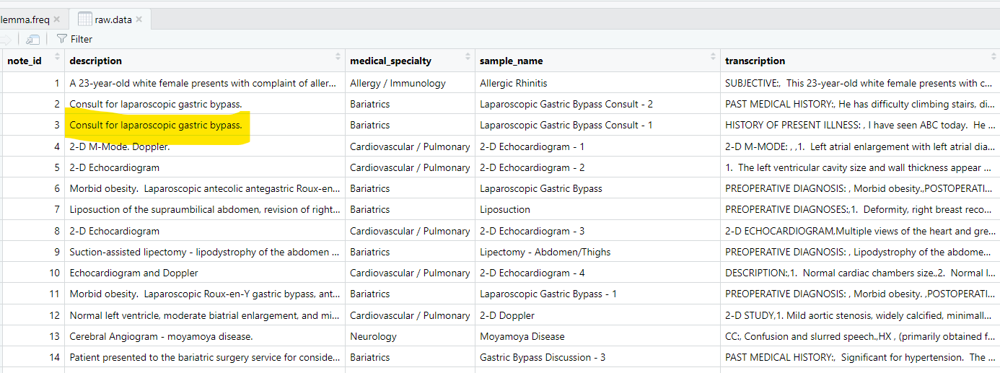 lemma.freq raw.data
Filter
note_id description medical_specialty sample_name transcription
1 A 23-year-old white female presents with complaint of aller... Allergy / Immunology Allergic Rhinitis SUBJECTIVE:,  This 23-year-old white female presents with c...
2 Consult for laparoscopic gastric bypass. Bariatrics Laparoscopic Gastric Bypass Consult - 2 PAST MEDICAL HISTORY:, He has difficulty climbing stairs, di...
3 Consult for laparoscopic gastric bypass. Bariatrics Laparoscopic Gastric Bypass Consult - 1 HISTORY OF PRESENT ILLNESS: , I have seen ABC today.  He ...
4 2-D M-Mode. Doppler. Cardiovascular / Pulmonary 2-D Echocardiogram - 1 2-D M-MODE: , ,1.  Left atrial enlargement with left atrial dia...
5 2-D Echocardiogram Cardiovascular / Pulmonary 2-D Echocardiogram - 2 1.  The left ventricular cavity size and wall thickness appear ...
6 Morbid obesity.  Laparoscopic antecolic antegastric Roux-en... Bariatrics Laparoscopic Gastric Bypass PREOPERATIVE DIAGNOSIS: , Morbid obesity.,POSTOPERATI...
7 Liposuction of the supraumbilical abdomen, revision of right... Bariatrics Liposuction PREOPERATIVE DIAGNOSES:,1.  Deformity, right breast reco...
8 2-D Echocardiogram Cardiovascular / Pulmonary 2-D Echocardiogram - 3 2-D ECHOCARDIOGRAM,Multiple views of the heart and gre...
9 Suction-assisted lipectomy - lipodystrophy of the abdomen ... Bariatrics Lipectomy - Abdomen/Thighs PREOPERATIVE DIAGNOSIS: , Lipodystrophy of the abdome...
10 Echocardiogram and Doppler Cardiovascular / Pulmonary 2-D Echocardiogram - 4 DESCRIPTION:,1.  Normal cardiac chambers size.,2.  Normal l...
11 Morbid obesity.  Laparoscopic Roux-en-Y gastric bypass, ant... Bariatrics Laparoscopic Gastric Bypass - 1 PREOPERATIVE DIAGNOSIS: , Morbid obesity. ,POSTOPERATI...
12 Normal left ventricle, moderate biatrial enlargement, and mi... Cardiovascular / Pulmonary 2-D Doppler 2-D STUDY,1. Mild aortic stenosis, widely calcified, minimall...
13 Cerebral Angiogram - moyamoya disease. Neurology Moyamoya Disease CC:, Confusion and slurred speech.,HX , (primarily obtained f...
14 Patient presented to the bariatric surgery service for conside... Bariatrics Gastric Bypass Discussion - 3 PAST MEDICAL HISTORY:,  Significant for hypertension.  The ...